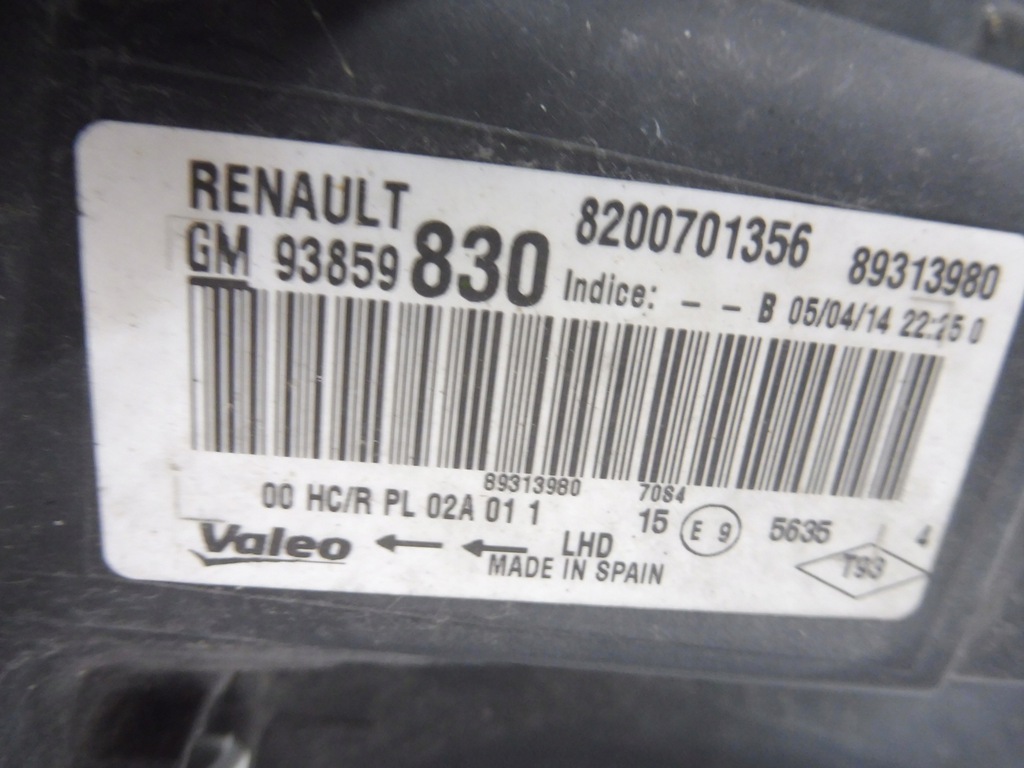 RENAULT 8200701356 89313980
GM 93859 830 Indice: - - B 05/04/14 22:25 0
89313980 7084
00 HC/R PL 02A 01 1 15 E 9 5635 4
Valeo ← ← LHD T93
MADE IN SPAIN